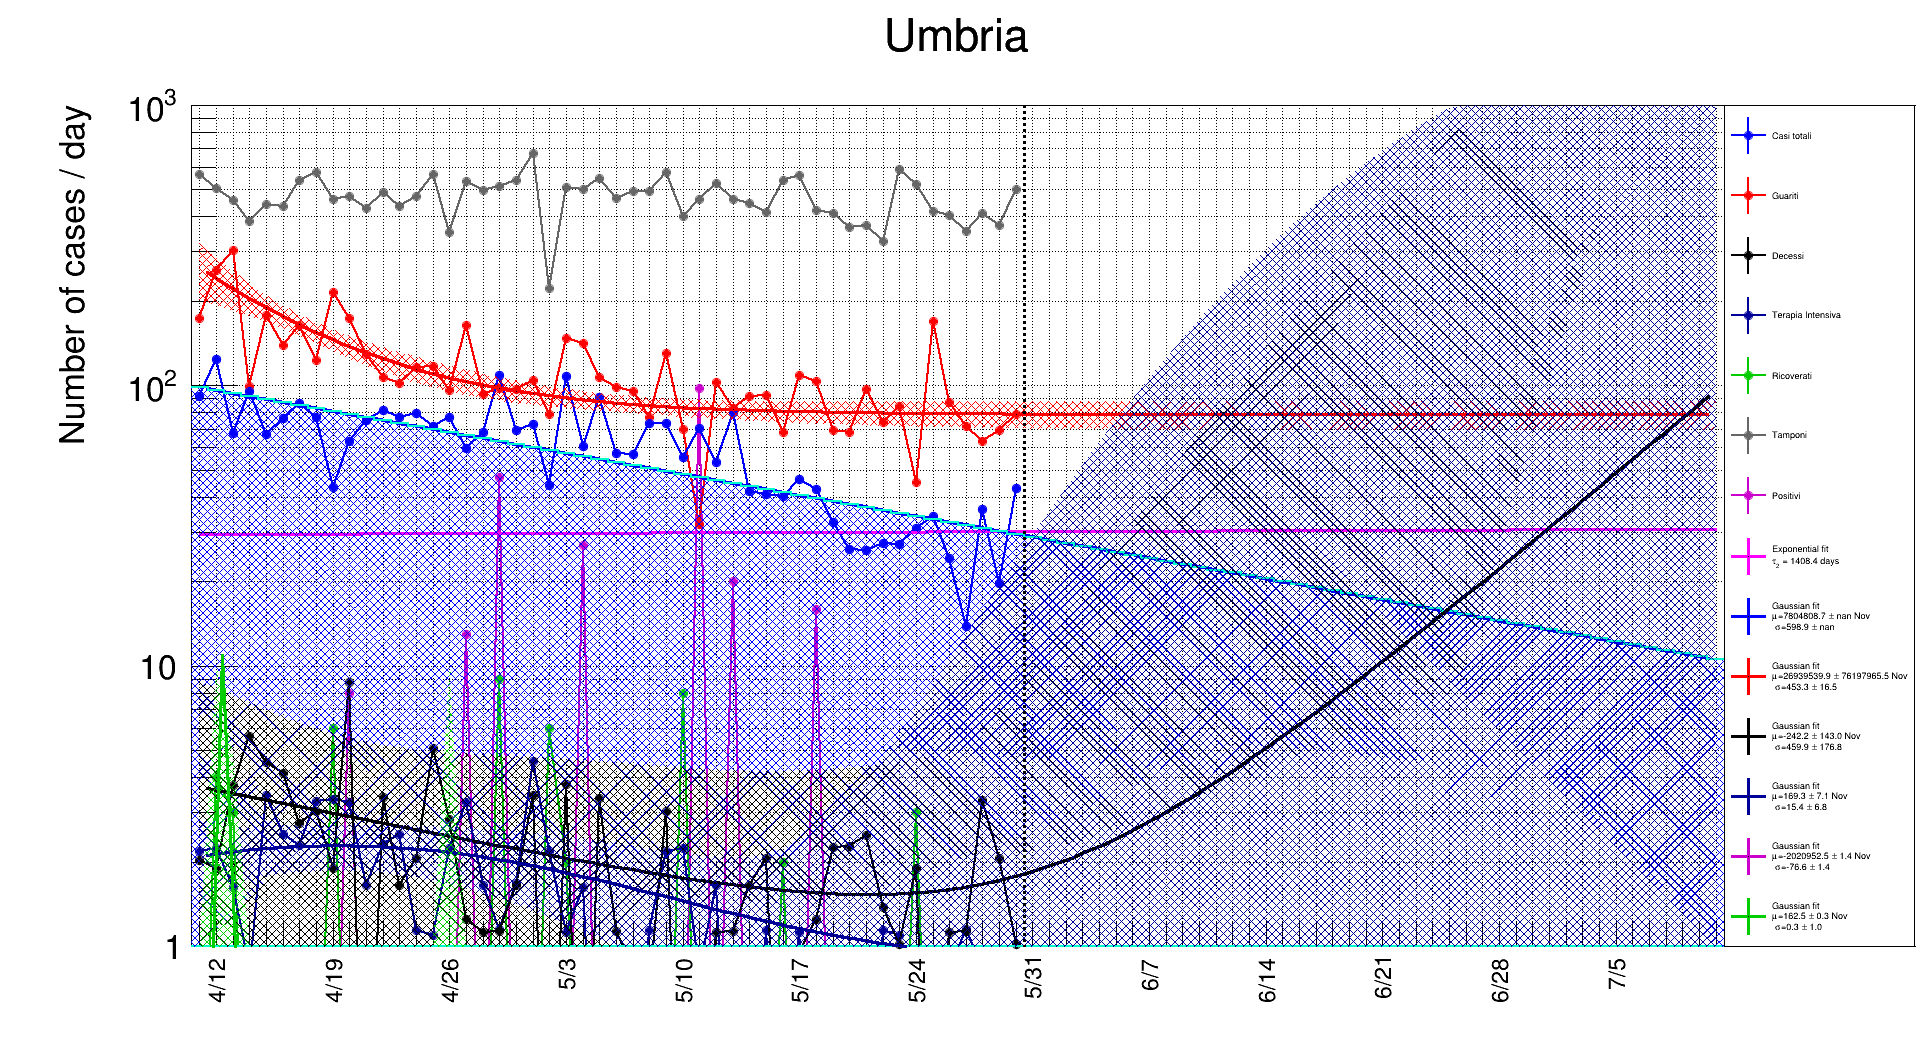 Umbria
Number of cases / day
10³
10²
10
1
4/12
4/19
4/26
5/3
5/10
5/17
5/24
5/31
6/7
6/14
6/21
6/28
7/5
Casi totali
Guariti
Decessi
Terapia Intensiva
Ricoverati
Tamponi
Positivi
Exponential fit
τ₂ = 1408.4 days
Gaussian fit
μ=7804808.7 ± nan Nov
σ=598.9 ± nan
Gaussian fit
μ=26939539.9 ± 76197965.5 Nov
σ=453.3 ± 16.5
Gaussian fit
μ=-242.2 ± 143.0 Nov
σ=459.9 ± 176.8
Gaussian fit
μ=169.3 ± 7.1 Nov
σ=15.4 ± 6.8
Gaussian fit
μ=-2020952.5 ± 1.4 Nov
σ=-76.6 ± 1.4
Gaussian fit
μ=162.5 ± 0.3 Nov
σ=0.3 ± 1.0